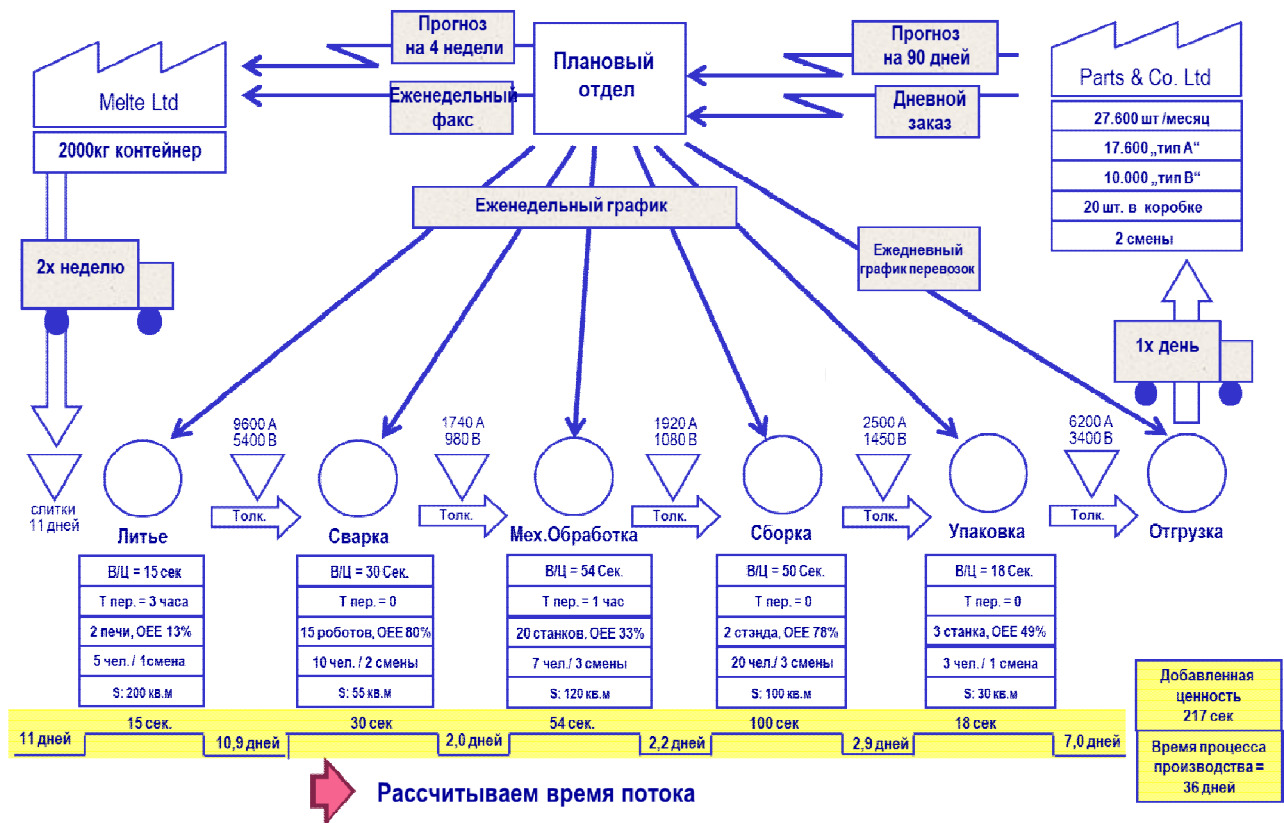 Прогноз
на 4 недели
Плановый
отдел
Прогноз
на 90 дней
Melte Ltd
Parts & Co. Ltd
Еженедельный
факс
Дневной
заказ
2000кг контейнер
27.600 шт /месяц
17.600 „тип А“
10.000 „тип В“
20 шт. в коробке
2 смены
Еженедельный график
Ежедневный
график перевозок
2х неделю
1х день
9600 А
5400 В
1740 А
980 В
1920 А
1080 В
2500 А
1450 В
6200 А
3400 В
слитки
11 дней
Толк.
Толк.
Толк.
Толк.
Толк.
Литье
Сварка
Мех.Обработка
Сборка
Упаковка
Отгрузка
В/Ц = 15 сек
Т пер. = 3 часа
2 печи, OEE 13%
5 чел. / 1смена
S: 200 кв.м
В/Ц = 30 Сек.
Т пер. = 0
15 роботов, OEE 80%
10 чел. / 2 смены
S: 55 кв.м
В/Ц = 54 Сек.
Т пер. = 1 час
20 станков, OEE 33%
7 чел./ 3 смены
S: 120 кв.м
В/Ц = 50 Сек.
Т пер. = 0
2 стэнда, OEE 78%
20 чел./ 3 смены
S: 100 кв.м
В/Ц = 18 Сек.
Т пер. = 0
3 станка, OEE 49%
3 чел./ 1 смена
S: 30 кв.м
11 дней
15 сек.
10,9 дней
30 сек
2,0 дней
54 сек.
2,2 дней
100 сек
2,9 дней
18 сек
7,0 дней
Добавленная
ценность
217 сек
Время процесса
производства =
36 дней
Рассчитываем время потока